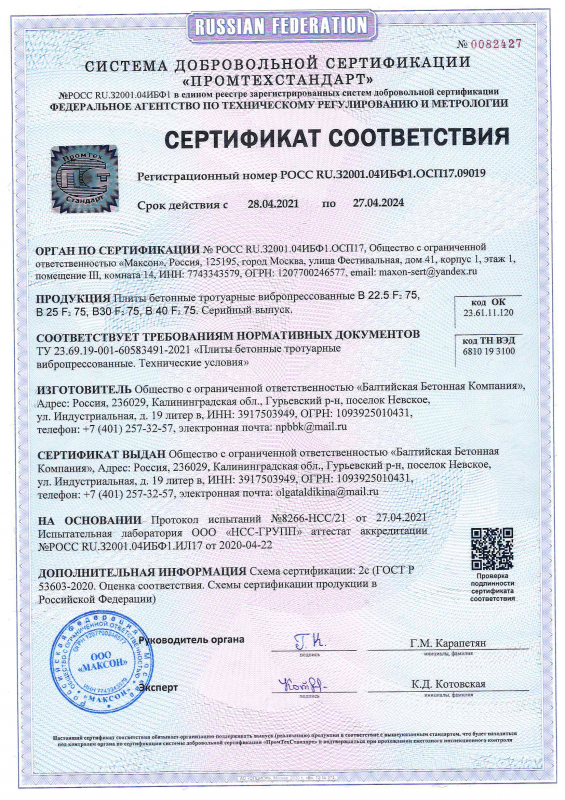 RUSSIAN FEDERATION
№ 0082427
СИСТЕМА ДОБРОВОЛЬНОЙ СЕРТИФИКАЦИИ
«ПРОМТЕХСТАНДАРТ»
№РОСС RU.32001.04ИБФ1 в едином реестре зарегистрированных систем добровольной сертификации
ФЕДЕРАЛЬНОЕ АГЕНТСТВО ПО ТЕХНИЧЕСКОМУ РЕГУЛИРОВАНИЮ И МЕТРОЛОГИИ
СЕРТИФИКАТ СООТВЕТСТВИЯ
ПромТех
Стандарт
Регистрационный номер РОСС RU.З2001.04ИБФ1.ОСП17.09019
Срок действия с 28.04.2021 по 27.04.2024
ОРГАН ПО СЕРТИФИКАЦИИ № РОСС RU.З2001.04ИБФ1.ОСП17, Общество с ограниченной
ответственностью «Максон», Россия, 125195, город Москва, улица Фестивальная, дом 41, корпус 1, этаж 1,
помещение III, комната 14, ИНН: 7743343579, ОГРН: 1207700246577, email: maxon-sert@yandex.ru
ПРОДУКЦИЯ Плиты бетонные тротуарные вибропрессованные В 22.5 F₂ 75,
В 25 F₂ 75, В30 F₂ 75, В 40 F₂ 75. Серийный выпуск.
код ОК
23.61.11.120
СООТВЕТСТВУЕТ ТРЕБОВАНИЯМ НОРМАТИВНЫХ ДОКУМЕНТОВ
ТУ 23.69.19-001-60583491-2021 «Плиты бетонные тротуарные
вибропрессованные. Технические условия»
код ТН ВЭД
6810 19 3100
ИЗГОТОВИТЕЛЬ Общество с ограниченной ответственностью «Балтийская Бетонная Компания»,
Адрес: Россия, 236029, Калининградская обл., Гурьевский р-н, поселок Невское,
ул. Индустриальная, д. 19 литер в, ИНН: 3917503949, ОГРН: 1093925010431,
телефон: +7 (401) 257-32-57, электронная почта: npbbk@mail.ru
СЕРТИФИКАТ ВЫДАН Общество с ограниченной ответственностью «Балтийская Бетонная
Компания», Адрес: Россия, 236029, Калининградская обл., Гурьевский р-н, поселок Невское,
ул. Индустриальная, д. 19 литер в, ИНН: 3917503949, ОГРН: 1093925010431,
телефон: +7 (401) 257-32-57, электронная почта: olgataldikina@mail.ru
НА ОСНОВАНИИ Протокол испытаний №8266-НСС/21 от 27.04.2021
Испытательная лаборатория ООО «НСС-ГРУПП» аттестат аккредитации
№РОСС RU.З2001.04ИБФ1.ИЛ17 от 2020-04-22
ДОПОЛНИТЕЛЬНАЯ ИНФОРМАЦИЯ Схема сертификации: 2с (ГОСТ Р
53603-2020. Оценка соответствия. Схемы сертификации продукции в
Российской Федерации)
Проверка
подлинности
сертификата
соответствия
Руководитель органа
Г.К.
подпись
Г.М. Карапетян
инициалы, фамилия
ООО
«МАКСОН»
Эксперт
подпись
К.Д. Котовская
инициалы, фамилия
Настоящий сертификат соответствия обязывает организацию поддерживать выпуск (реализацию) продукции в соответствие с вышеуказанным стандартом, что будет находиться
под контролем органа по сертификации системы добровольной сертификации «ПромТехСтандарт» и подтверждаться при прохождении ежегодного инспекционного контроля